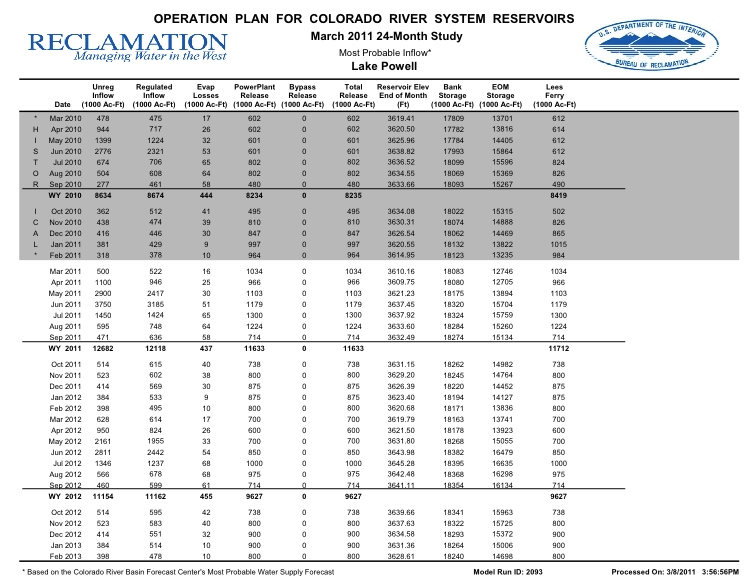 OPERATION PLAN FOR COLORADO RIVER SYSTEM RESERVOIRS
RECLAMATION
Managing Water in the West
March 2011 24-Month Study
Most Probable Inflow*
Lake Powell
U.S. DEPARTMENT OF THE INTERIOR
BUREAU OF RECLAMATION
Unreg Regulated Evap PowerPlant Bypass Total Reservoir Elev Bank EOM Lees
Inflow Inflow Losses Release Release Release End of Month Storage Storage Ferry
Date (1000 Ac-Ft) (1000 Ac-Ft) (1000 Ac-Ft) (1000 Ac-Ft) (1000 Ac-Ft) (1000 Ac-Ft) (Ft) (1000 Ac-Ft) (1000 Ac-Ft) (1000 Ac-Ft)
* Mar 2010 478 475 17 602 0 602 3619.41 17809 13701 612
H Apr 2010 944 717 26 602 0 602 3620.50 17782 13816 614
I May 2010 1399 1224 32 601 0 601 3625.96 17784 14405 612
S Jun 2010 2776 2321 53 601 0 601 3638.82 17993 15864 612
T Jul 2010 674 706 65 802 0 802 3636.52 18099 15596 824
O Aug 2010 504 608 64 802 0 802 3634.55 18069 15369 826
R Sep 2010 277 461 58 480 0 480 3633.66 18093 15267 490
WY 2010 8634 8674 444 8234 0 8235 8419
I Oct 2010 362 512 41 495 0 495 3634.08 18022 15315 502
C Nov 2010 438 474 39 810 0 810 3630.31 18074 14888 826
A Dec 2010 416 446 30 847 0 847 3626.54 18062 14469 865
L Jan 2011 381 429 9 997 0 997 3620.55 18132 13822 1015
* Feb 2011 318 378 10 964 0 964 3614.95 18123 13235 984
Mar 2011 500 522 16 1034 0 1034 3610.16 18083 12746 1034
Apr 2011 1100 946 25 966 0 966 3609.75 18080 12705 966
May 2011 2900 2417 30 1103 0 1103 3621.23 18175 13894 1103
Jun 2011 3750 3185 51 1179 0 1179 3637.45 18320 15704 1179
Jul 2011 1450 1424 65 1300 0 1300 3637.92 18324 15759 1300
Aug 2011 595 748 64 1224 0 1224 3633.60 18284 15260 1224
Sep 2011 471 636 58 714 0 714 3632.49 18274 15134 714
WY 2011 12682 12118 437 11633 0 11633 11712
Oct 2011 514 615 40 738 0 738 3631.15 18262 14982 738
Nov 2011 523 602 38 800 0 800 3629.20 18245 14764 800
Dec 2011 414 569 30 875 0 875 3626.39 18220 14452 875
Jan 2012 384 533 9 875 0 875 3623.40 18194 14127 875
Feb 2012 398 495 10 800 0 800 3620.68 18171 13836 800
Mar 2012 628 614 17 700 0 700 3619.79 18163 13741 700
Apr 2012 950 824 26 600 0 600 3621.50 18178 13923 600
May 2012 2161 1955 33 700 0 700 3631.80 18268 15055 700
Jun 2012 2811 2442 54 850 0 850 3643.98 18382 16479 850
Jul 2012 1646 1237 68 1000 0 1000 3645.28 18395 16635 1000
Aug 2012 566 678 68 975 0 975 3642.48 18368 16298 975
Sep 2012 460 599 61 714 0 714 3641.11 18354 16134 714
WY 2012 11154 11162 455 9627 0 9627 9627
Oct 2012 514 595 42 738 0 738 3639.66 18341 15963 738
Nov 2012 523 583 40 800 0 800 3637.63 18322 15725 800
Dec 2012 414 551 32 900 0 900 3634.58 18293 15372 900
Jan 2013 384 514 10 900 0 900 3631.36 18264 15006 900
Feb 2013 398 478 10 800 0 800 3628.61 18240 14698 800
* Based on the Colorado River Basin Forecast Center's Most Probable Water Supply Forecast Model Run ID: 2093 Processed On: 3/8/2011 3:56:56PM